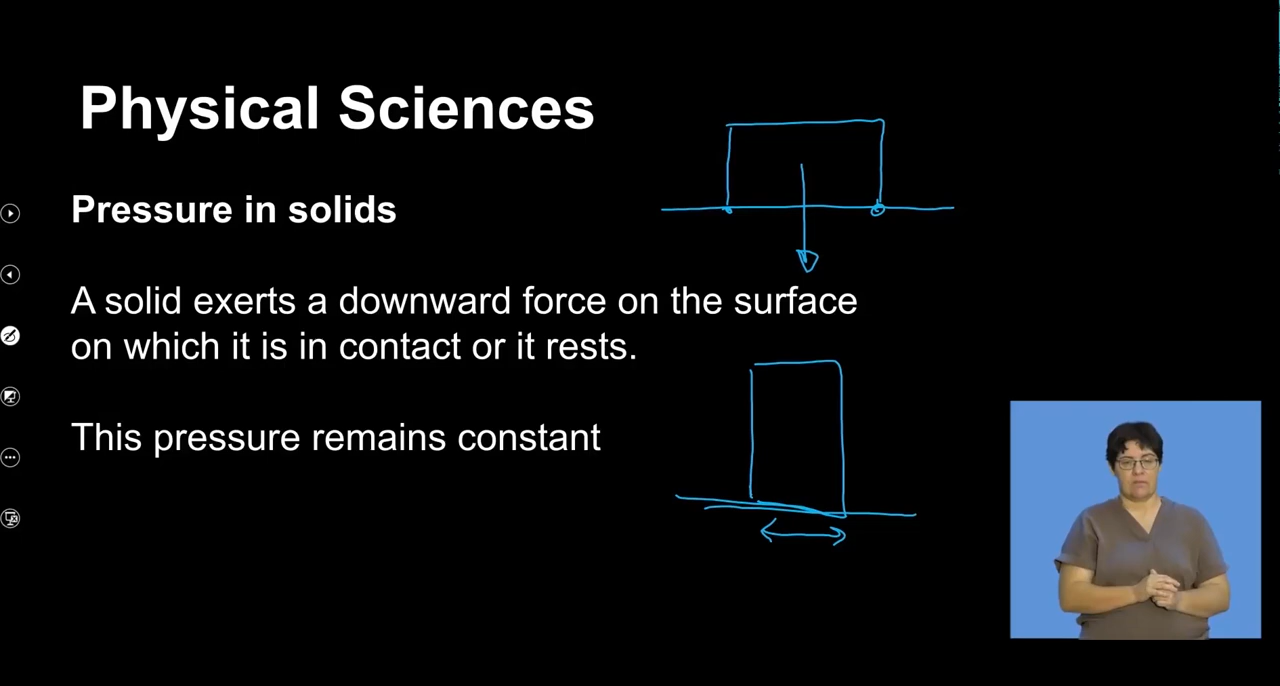 Physical Sciences
Pressure in solids
A solid exerts a downward force on the surface
on which it is in contact or it rests.
This pressure remains constant